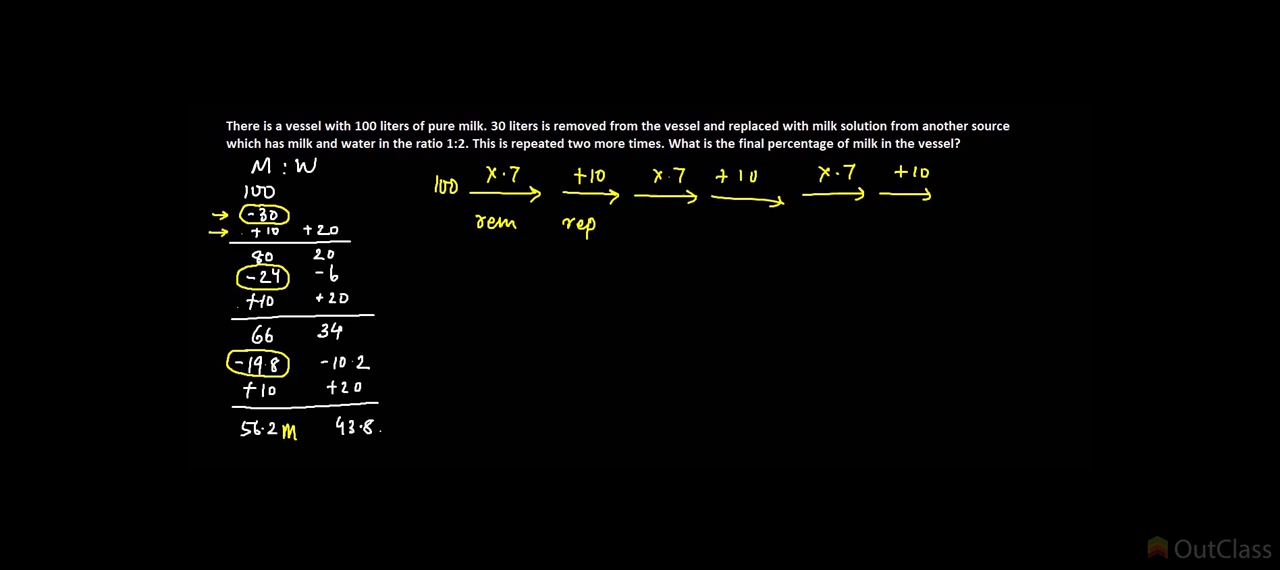 There is a vessel with 100 liters of pure milk. 30 liters is removed from the vessel and replaced with milk solution from another source
which has milk and water in the ratio 1:2. This is repeated two more times. What is the final percentage of milk in the vessel?
M : W
100
→ -30
→ +10 +20
80 20
-24 -6
+10 +20
66 34
-19.8 -10.2
+10 +20
56.2 m 43.8.
x.7 +10 x.7 +10 x.7 +10
100 → → → → → →
rem rep
OutClass